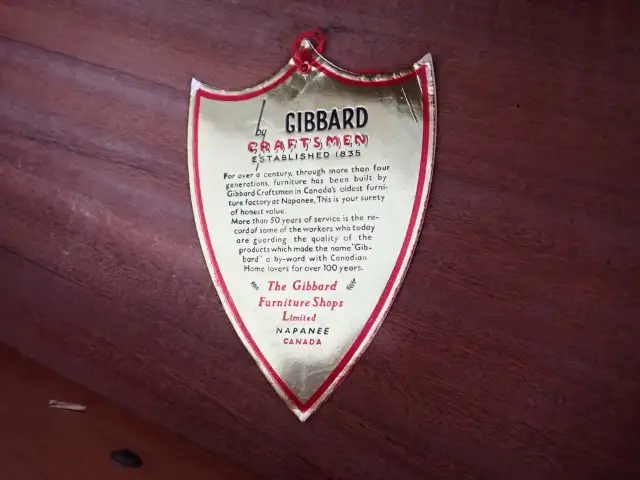 by GIBBARD
CRAFTSMEN
ESTABLISHED 1835
For over a century, through more than four
generations, furniture has been built by
Gibbard Craftsmen in Canada's oldest furni-
ture factory at Napanee. This is your surety
of honest value.
More than 50 years of service is the re-
cord of some of the workers who today
are guarding the quality of the
products which made the name "Gib-
bard" a by-word with Canadian
Home lovers for over 100 years.
The Gibbard
Furniture Shops
Limited
NAPANEE
CANADA